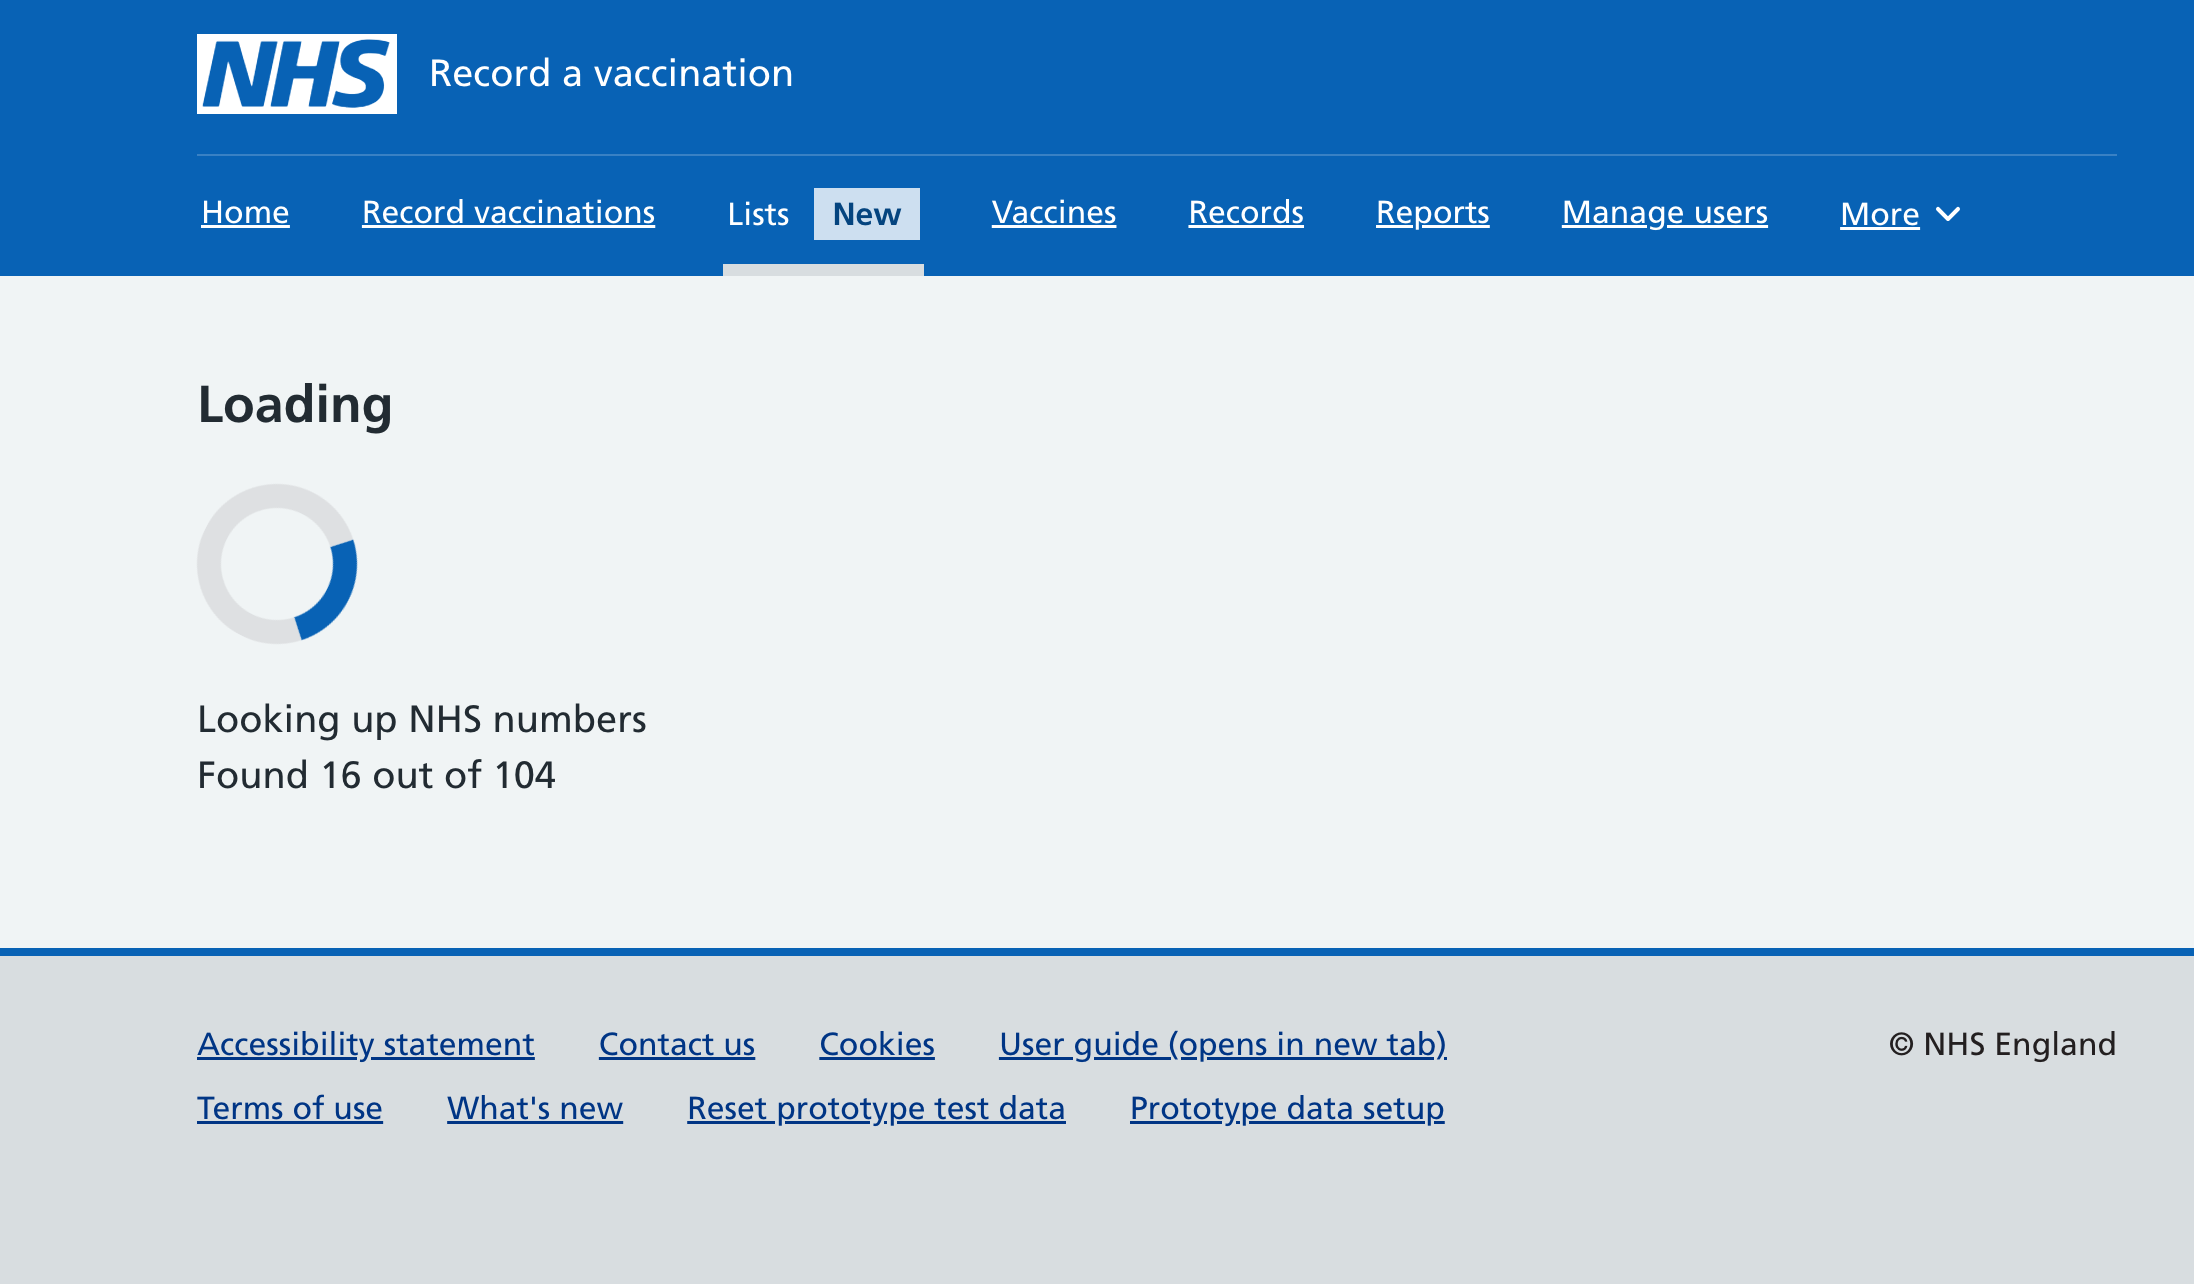 NHS Record a vaccination
Home Record vaccinations Lists New Vaccines Records Reports Manage users More
Loading
Looking up NHS numbers
Found 16 out of 104
Accessibility statement Contact us Cookies User guide (opens in new tab) © NHS England
Terms of use What's new Reset prototype test data Prototype data setup